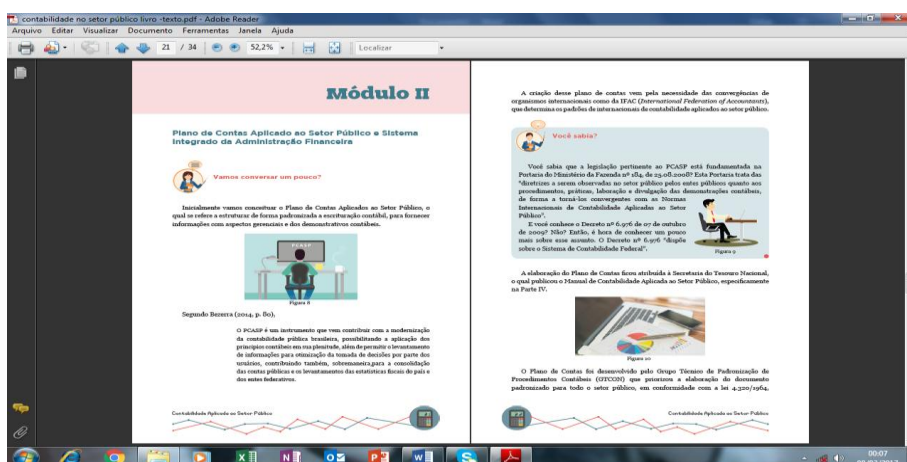 contabilidade no setor público livro -texto.pdf - Adobe Reader
Arquivo Editar Visualizar Documento Ferramentas Janela Ajuda
21 / 34 52,2% Localizar
Módulo II
Plano de Contas Aplicado ao Setor Público e Sistema
Integrado da Administração Financeira
Vamos conversar um pouco?
Inicialmente vamos conceituar o Plano de Contas Aplicados ao Setor Público, o
qual se refere a estruturas de forma padronizada a escrituração contábil, para fornecer
informações com aspectos gerenciais e dos demonstrativos contábeis.
PCASP
Figura 8
Segundo Bezerra (2014, p. 80),
O PCASP é um instrumento que vem contribuir com a modernização
da contabilidade pública brasileira, possibilitando a aplicação dos
princípios contábeis em sua plenitude, além de permitir o levantamento
de informações para otimização da tomada de decisões por parte dos
usuários, contribuindo também, sobremaneira,para a consolidação
das contas públicas e os levantamentos das estatísticas fiscais do país e
dos entes federativos.
Contabilidade Aplicada ao Setor Público
A criação desse plano de contas vem pela necessidade das convergências de
organismos internacionais como da IFAC (International Federation of Accountants),
que determina os padrões de internacionais de contabilidade aplicados ao setor público.
Você sabia?
Você sabia que a legislação pertinente ao PCASP está fundamentada na
Portaria do Ministério da Fazenda nº 184, de 25.08.2008? Esta Portaria trata das
"diretrizes a serem observadas no setor público pelos entes públicos quanto aos
procedimentos, práticas, laboração e divulgação das demonstrações contábeis,
de forma a torná-los convergentes com as Normas
Internacionais de Contabilidade Aplicadas ao Setor
Público".
E você conhece o Decreto nº 6.976 de 07 de outubro
de 2009? Não? Então, é hora de conhecer um pouco
mais sobre esse assunto. O Decreto nº 6.976 "dispõe
sobre o Sistema de Contabilidade Federal".
Figura 9
A elaboração do Plano de Contas ficou atribuída à Secretaria do Tesouro Nacional,
o qual publicou o Manual de Contabilidade Aplicada ao Setor Público, especificamente
na Parte IV.
Figura 10
O Plano de Contas foi desenvolvido pelo Grupo Técnico de Padronização de
Procedimentos Contábeis (GTCON) que priorizou a elaboração do documento
padronizado para todo o setor público, em conformidade com a lei 4.320/1964,
Contabilidade Aplicada ao Setor Público
00:07